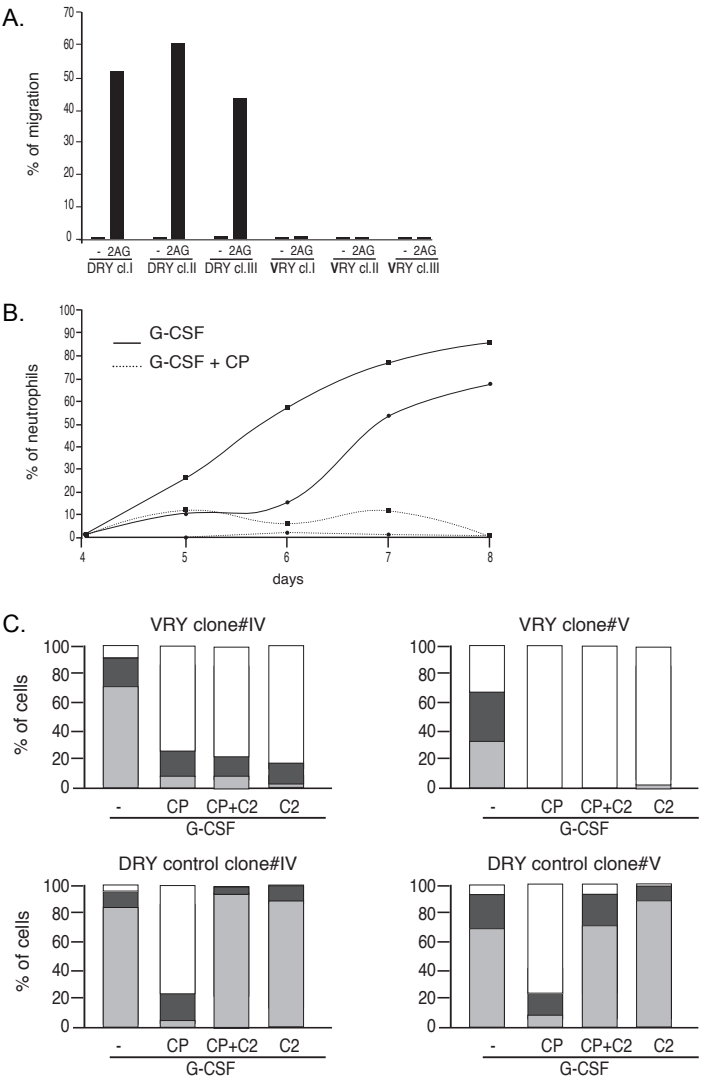 A.
% of migration
70
60
50
40
30
20
10
0
- 2AG - 2AG - 2AG - 2AG - 2AG - 2AG
DRY cl.I DRY cl.II DRY cl.III VRY cl.I VRY cl.II VRY cl.III
B.
% of neutrophils
100
90
80
70
60
50
40
30
20
10
0
G-CSF
G-CSF + CP
4 5 6 7 8
days
C.
VRY clone#IV
% of cells
100
80
60
40
20
0
- CP CP+C2 C2
G-CSF
VRY clone#V
100
80
60
40
20
0
- CP CP+C2 C2
G-CSF
DRY control clone#IV
% of cells
100
80
60
40
20
0
- CP CP+C2 C2
G-CSF
DRY control clone#V
100
80
60
40
20
0
- CP CP+C2 C2
G-CSF